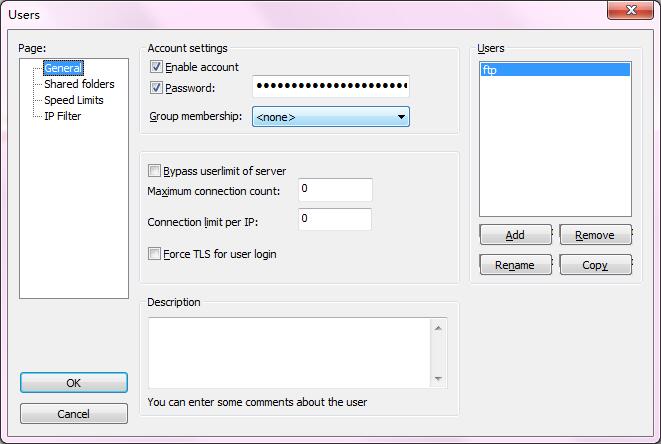 Users
Page:
General
Shared folders
Speed Limits
IP Filter
OK
Cancel
Account settings
Enable account
Password:
Group membership:
<none>
Bypass userlimit of server
Maximum connection count:
0
Connection limit per IP:
0
Force TLS for user login
Description
You can enter some comments about the user
Users
ftp
Add
Remove
Rename
Copy